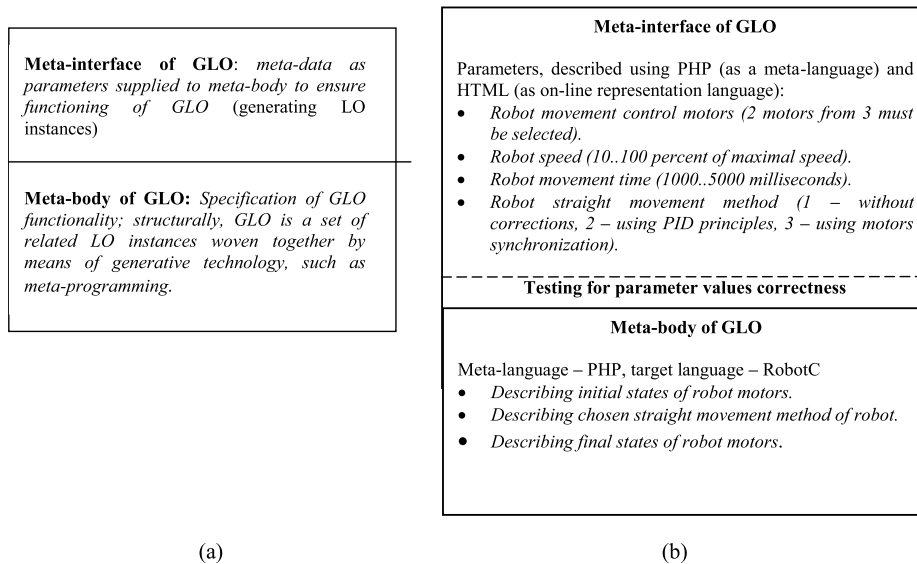 Meta-interface of GLO: meta-data as
parameters supplied to meta-body to ensure
functioning of GLO (generating LO
instances)
Meta-body of GLO: Specification of GLO
functionality; structurally, GLO is a set of
related LO instances woven together by
means of generative technology, such as
meta-programming.
(a)
Meta-interface of GLO
Parameters, described using PHP (as a meta-language) and
HTML (as on-line representation language):
• Robot movement control motors (2 motors from 3 must
be selected).
• Robot speed (10..100 percent of maximal speed).
• Robot movement time (1000..5000 milliseconds).
• Robot straight movement method (1 – without
corrections, 2 – using PID principles, 3 – using motors
synchronization).
Testing for parameter values correctness
Meta-body of GLO
Meta-language – PHP, target language – RobotC
• Describing initial states of robot motors.
• Describing chosen straight movement method of robot.
• Describing final states of robot motors.
(b)